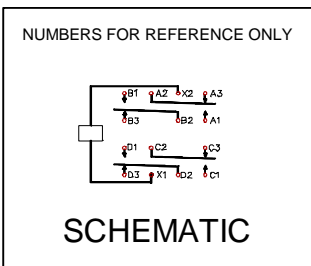 NUMBERS FOR REFERENCE ONLY
B1 A2 X2 A3
B3 B2 A1
D1 C2 C3
D3 X1 D2 C1
SCHEMATIC